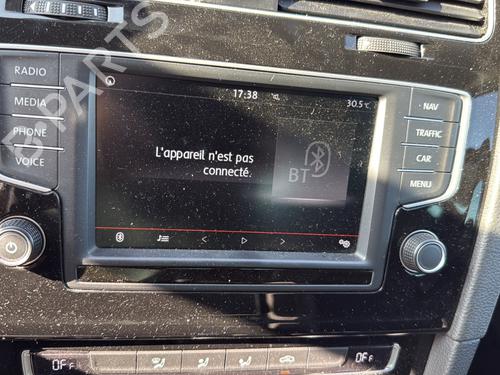 RADIO
MEDIA
PHONE
VOICE
17:38
30.5°C
L'appareil n'est pas
connecté.
BT
NAV
TRAFFIC
CAR
MENU
OFF
OFF
B-PARTS